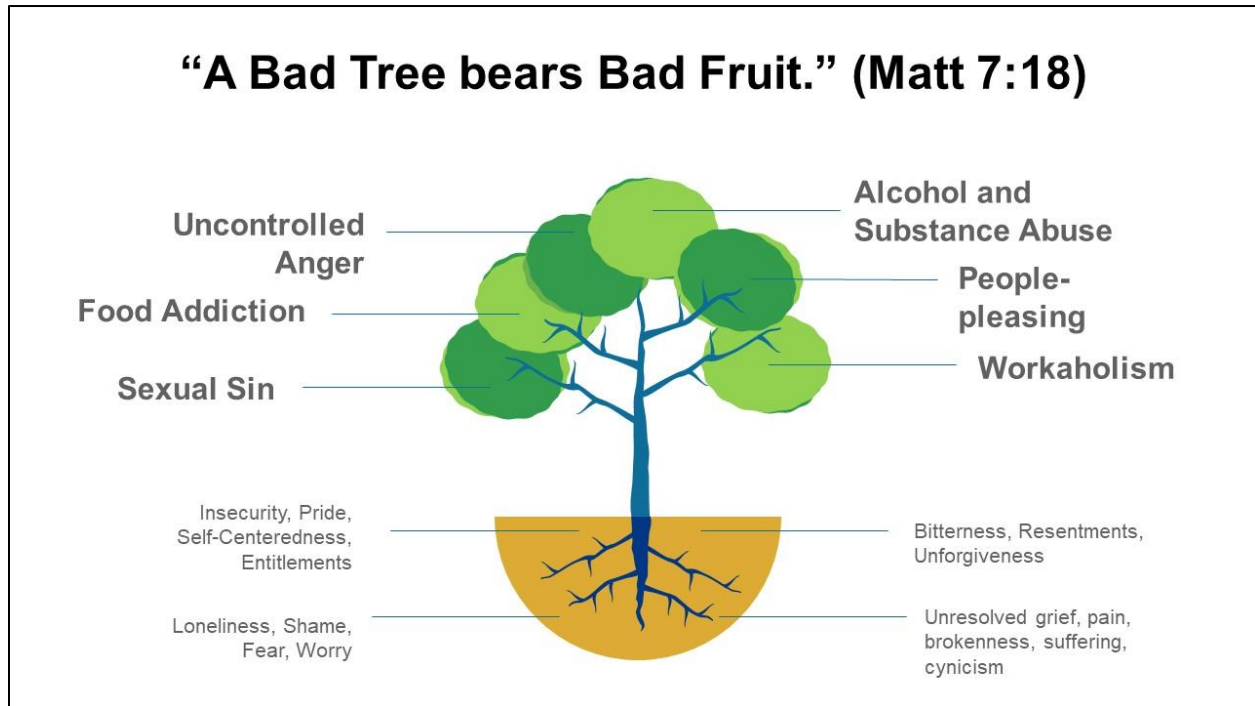 “A Bad Tree bears Bad Fruit.” (Matt 7:18)
Uncontrolled
Anger
Food Addiction
Sexual Sin
Alcohol and
Substance Abuse
People-
pleasing
Workaholism
Insecurity, Pride,
Self-Centeredness,
Entitlements
Loneliness, Shame,
Fear, Worry
Bitterness, Resentments,
Unforgiveness
Unresolved grief, pain,
brokenness, suffering,
cynicism